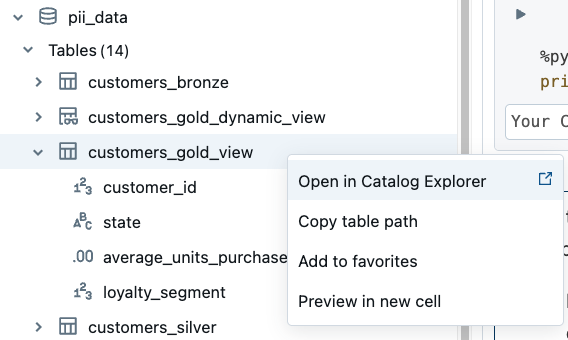 pii_data
Tables (14)
customers_bronze
customers_gold_dynamic_view
customers_gold_view
customer_id
state
average_units_purchase
loyalty_segment
customers_silver
Open in Catalog Explorer
Copy table path
Add to favorites
Preview in new cell
%py
pri
Your C